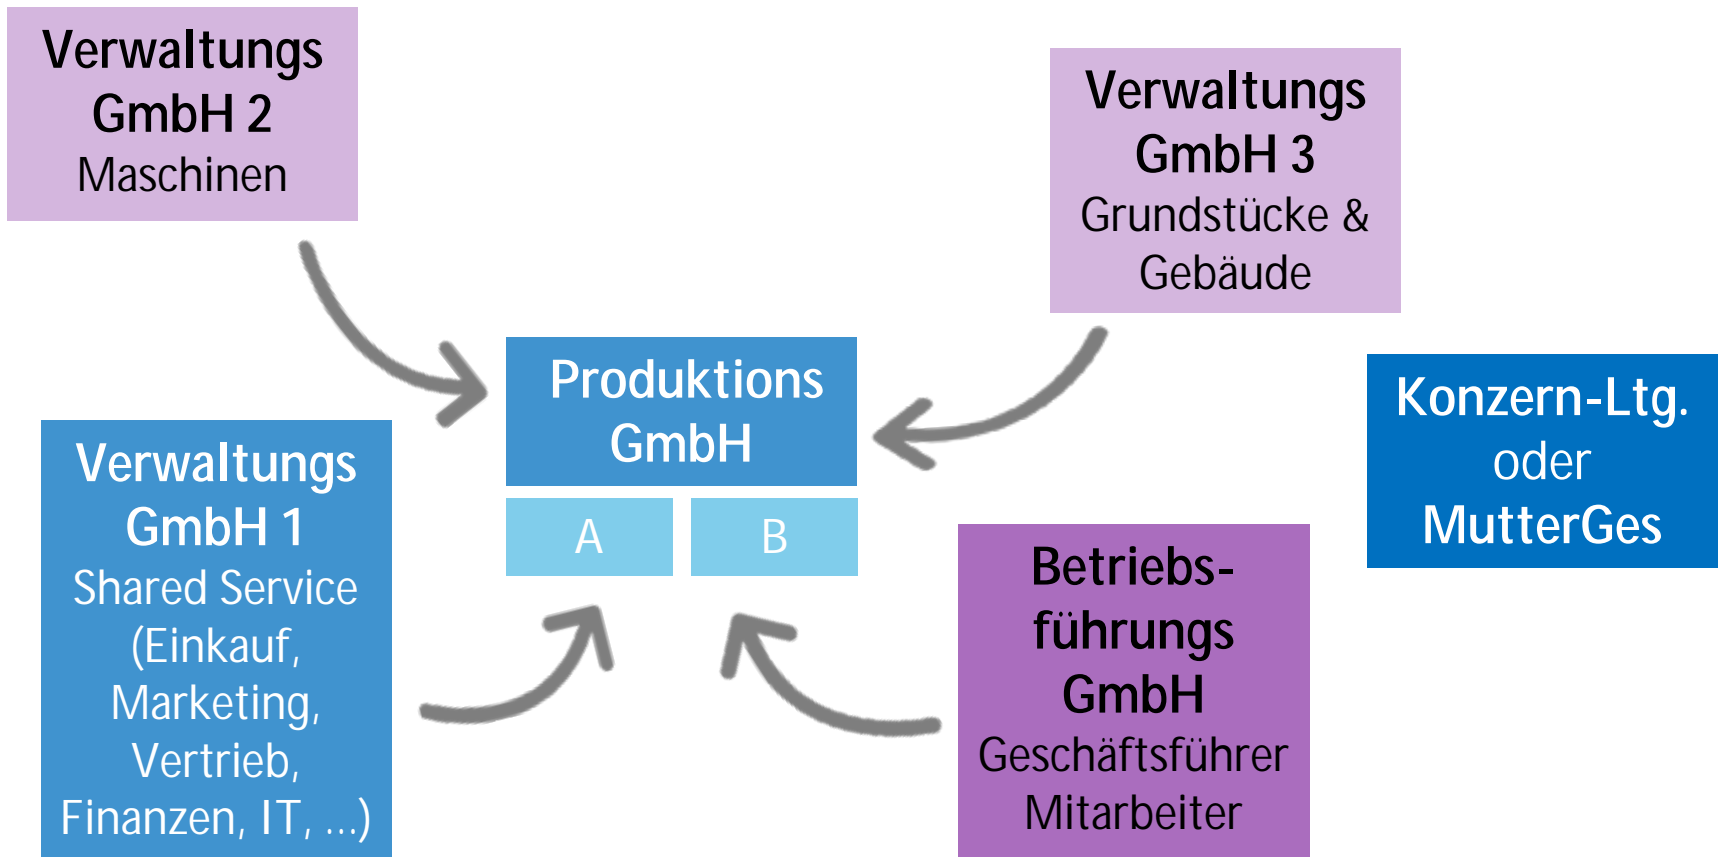 Verwaltungs
GmbH 2
Maschinen
Verwaltungs
GmbH 3
Grundstücke &
Gebäude
Produktions
GmbH
A
B
Konzern-Ltg.
oder
MutterGes
Verwaltungs
GmbH 1
Shared Service
(Einkauf,
Marketing,
Vertrieb,
Finanzen, IT, ...)
Betriebs-
führungs
GmbH
Geschäftsführer
Mitarbeiter